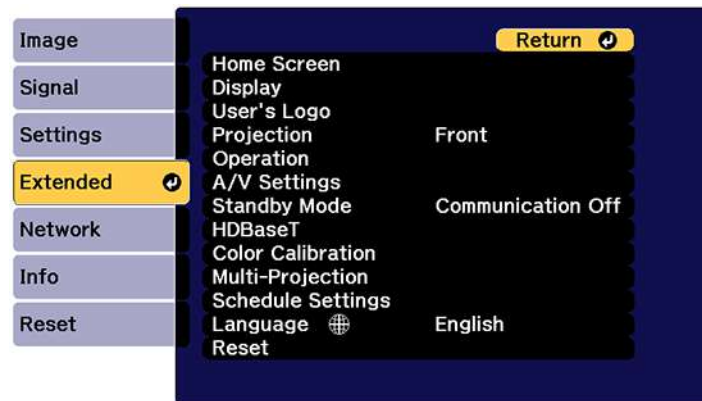 Image
Signal
Settings
Extended
Network
Info
Reset
Return
Home Screen
Display
User's Logo
Projection Front
Operation
A/V Settings
Standby Mode Communication Off
HDBaseT
Color Calibration
Multi-Projection
Schedule Settings
Language English
Reset